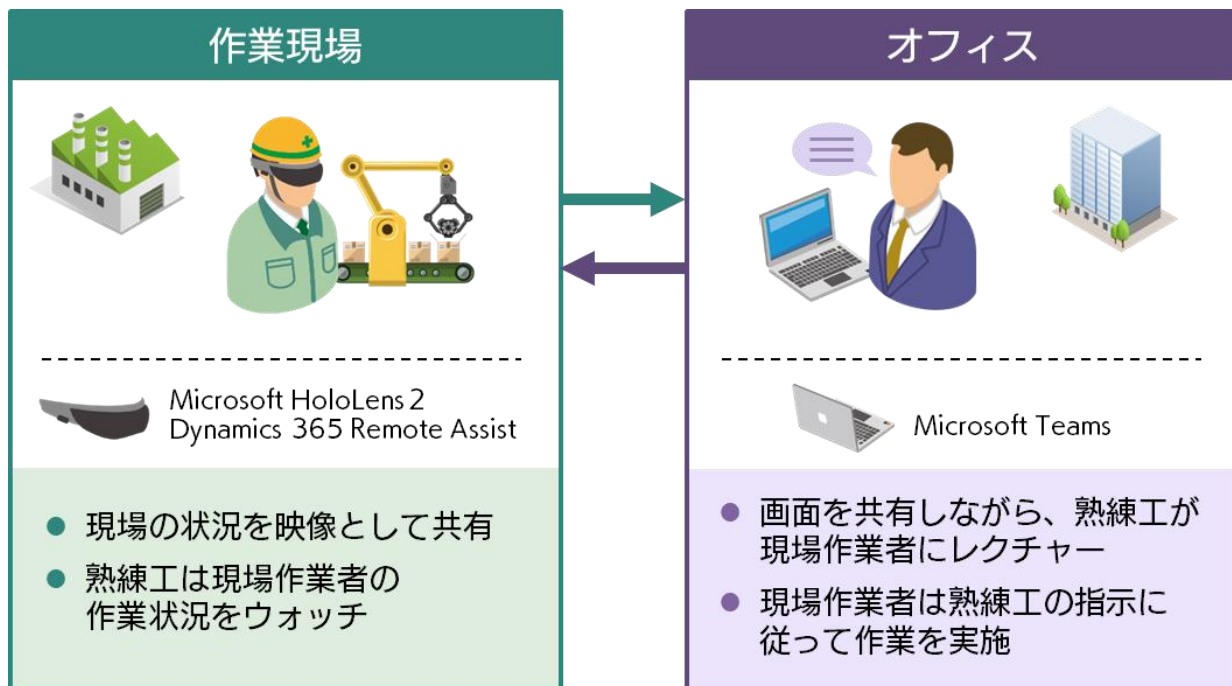 作業現場
Microsoft HoloLens 2
Dynamics 365 Remote Assist
● 現場の状況を映像として共有
● 熟練工は現場作業者の
作業状況をウォッチ
オフィス
Microsoft Teams
● 画面を共有しながら、熟練工が
現場作業者にレクチャー
● 現場作業者は熟練工の指示に
従って作業を実施